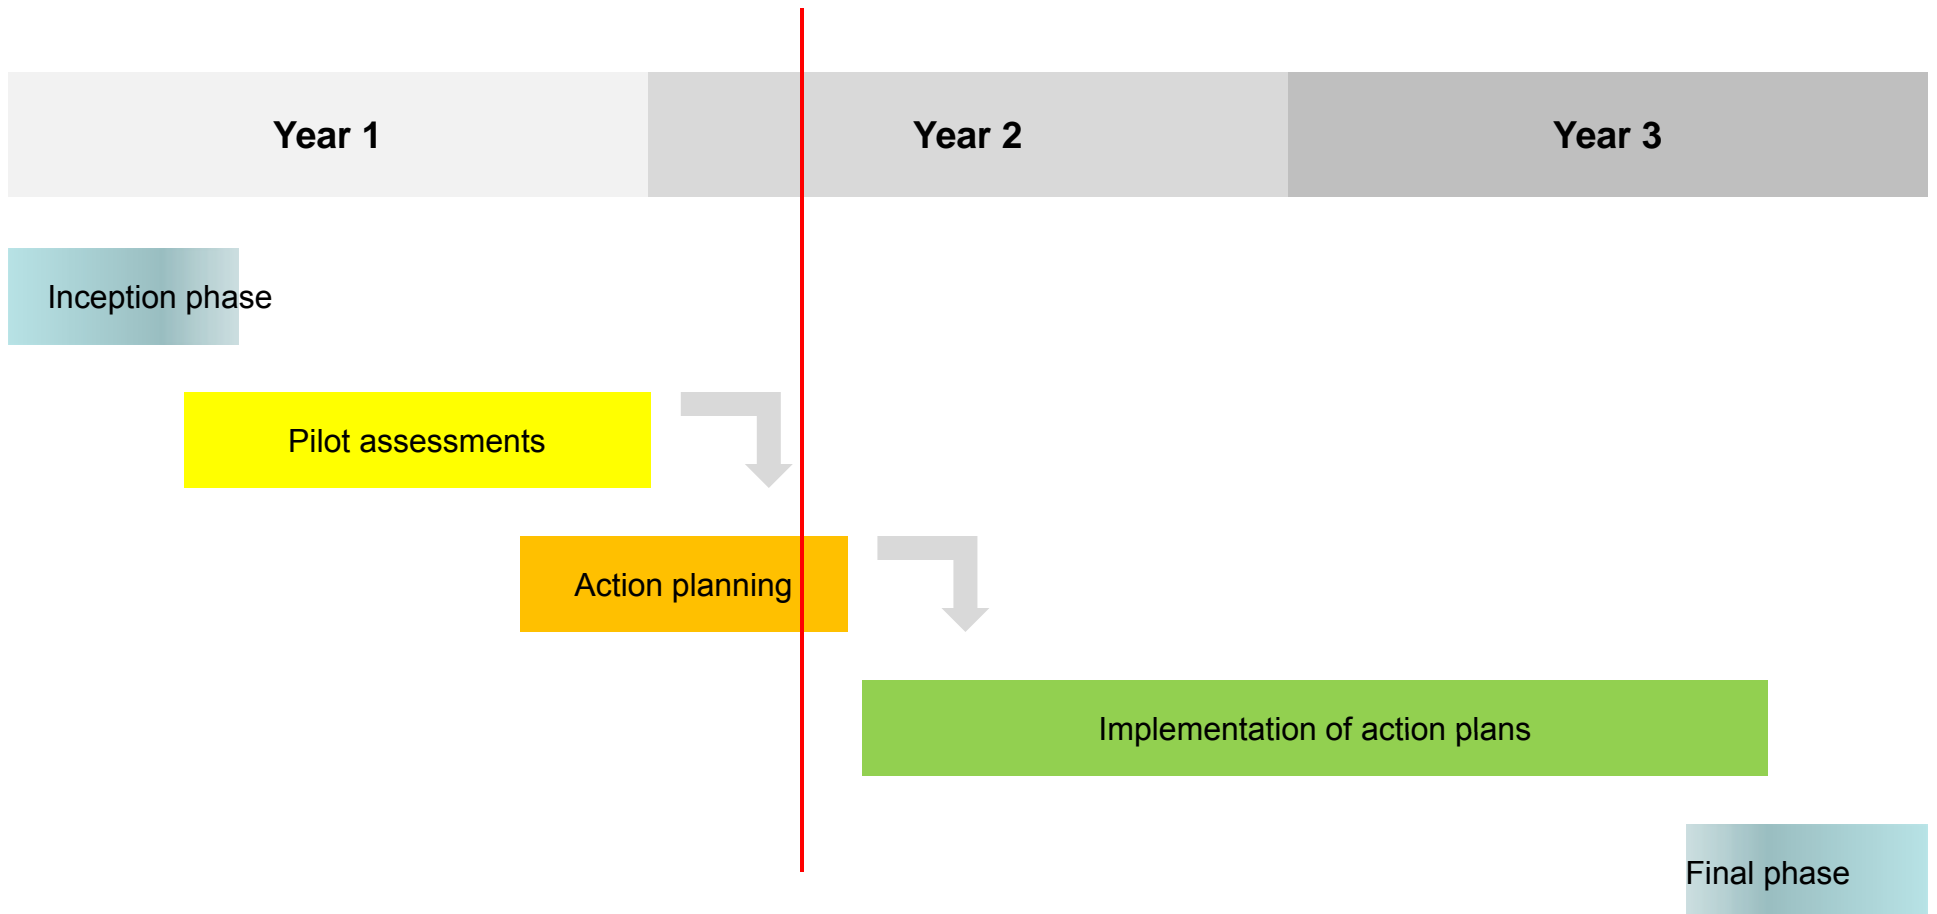 Year 1
Year 2
Year 3
Inception phase
Pilot assessments
Action planning
Implementation of action plans
Final phase